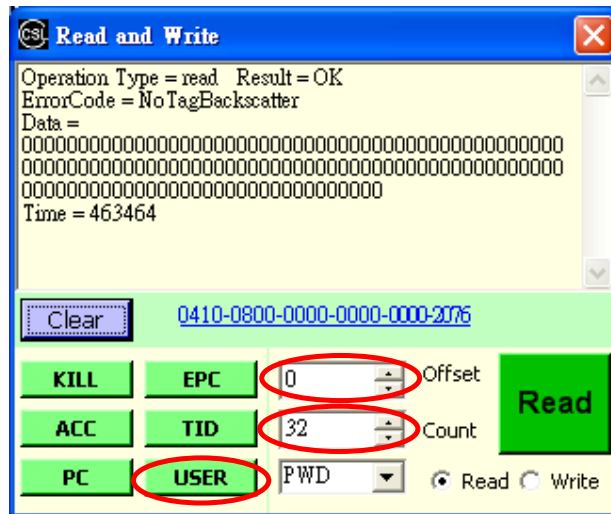 CSL Read and Write
Operation Type = read Result = OK
ErrorCode = NoTagBackscatter
Data =
000000000000000000000000000000000000000000000000
000000000000000000000000000000000000000000000000
00000000000000000000000000000000
Time = 463464
Clear 0410-0800-0000-0000-0000-2076
KILL EPC 0 Offset Read
ACC TID 32 Count
PC USER PWD Read Write